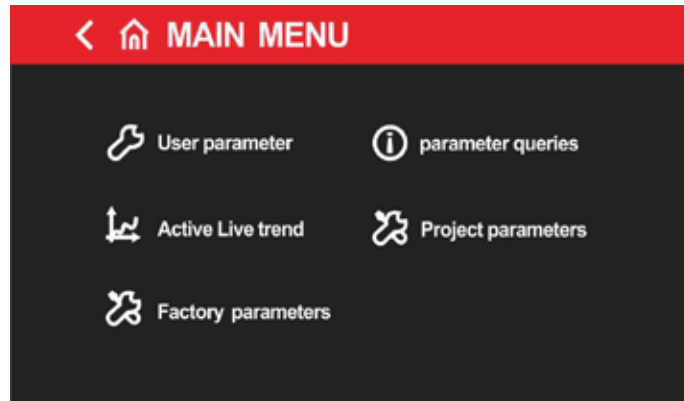 MAIN MENU
User parameter
parameter queries
Active Live trend
Project parameters
Factory parameters